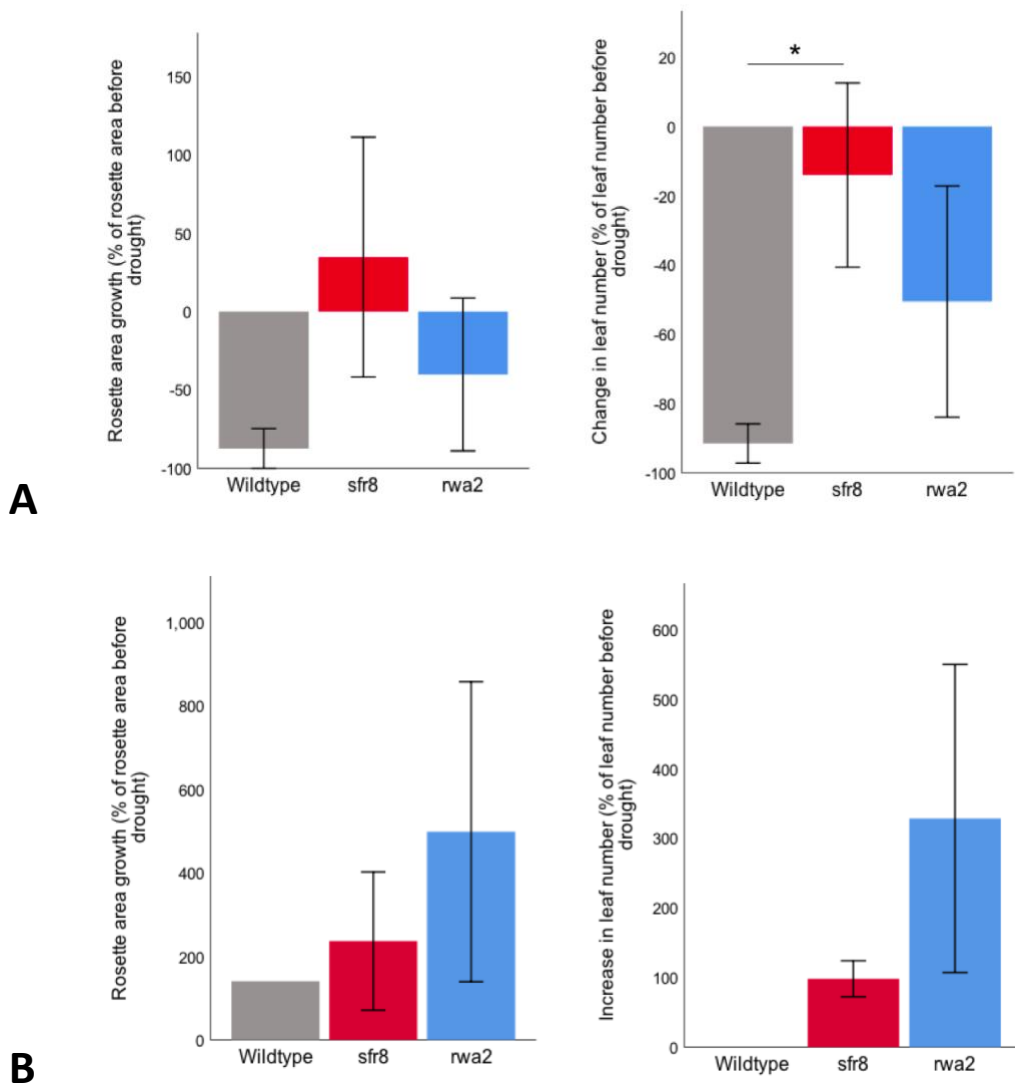 Rosette area growth (% of rosette area before
drought)
150
100
50
0
-50
-100
Wildtype sfr8 rwa2
Change in leaf number (% of leaf number before
drought)
*
20
0
-20
-40
-60
-80
-100
Wildtype sfr8 rwa2
A
Rosette area growth (% of rosette area before
drought)
1,000
800
600
400
200
0
Wildtype sfr8 rwa2
Increase in leaf number (% of leaf number before
drought)
600
500
400
300
200
100
0
Wildtype sfr8 rwa2
B